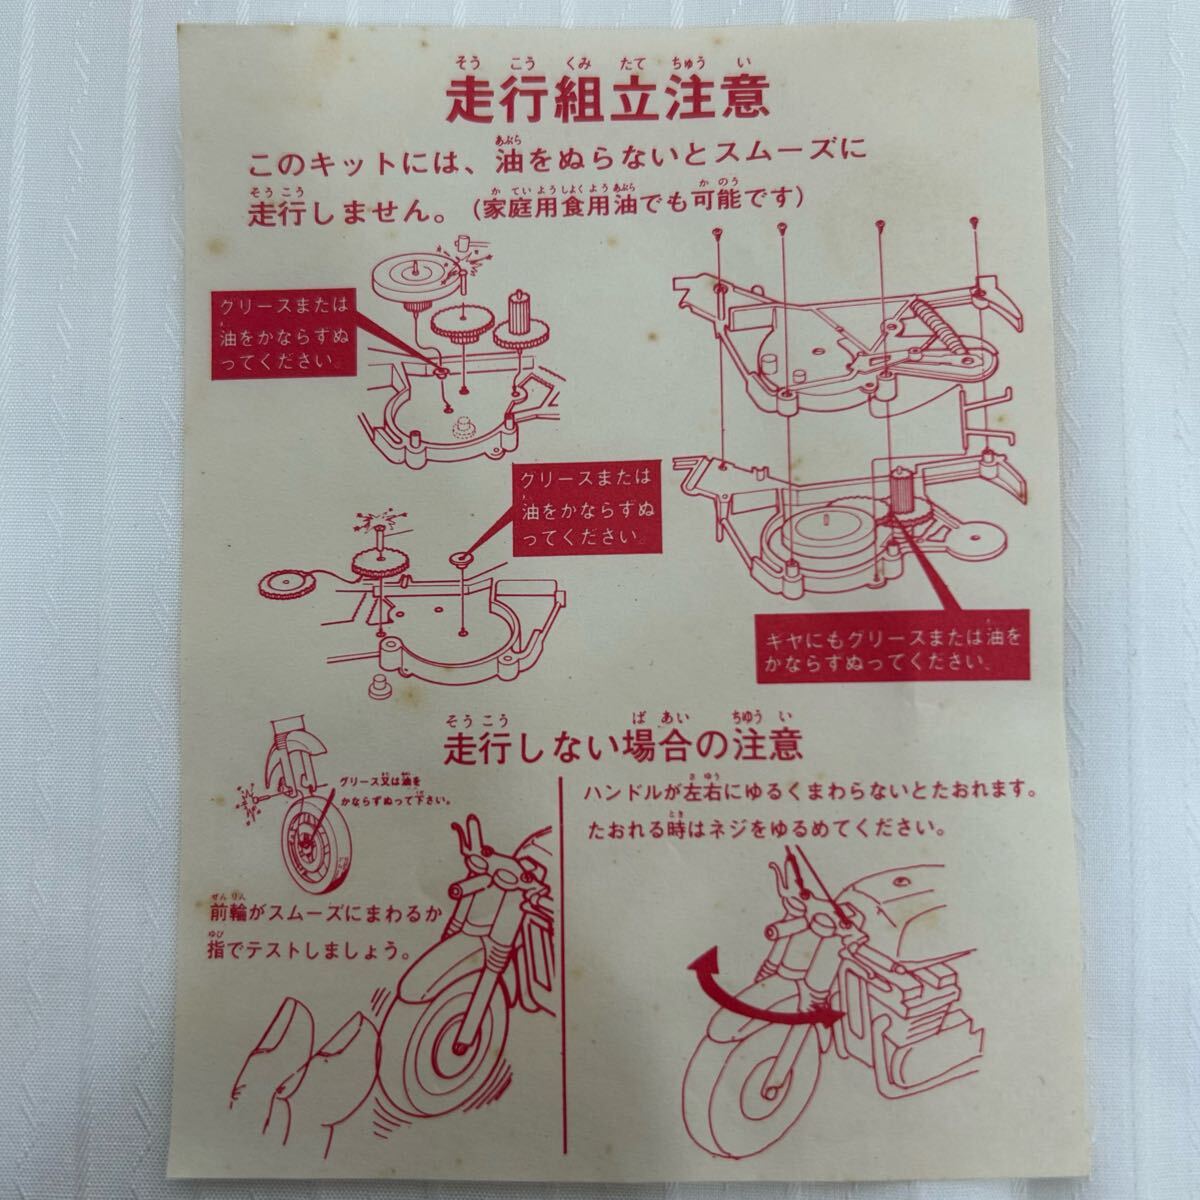 そうこうくみたてちゅうい
走行組立注意
あぶら
このキットには、油をぬらないとスムーズに
そうこう かていようしょくようあぶら かのう
走行しません。（家庭用食用油でも可能です）
グリースまたは
油をかならずぬ
ってください。
グリースまたは
油をかならずぬ
ってください。
ギヤにもグリースまたは油を
かならずぬってください。
そうこう ばあい ちゅうい
走行しない場合の注意
グリース又は油を
かならずぬって下さい。
ぜんりん
前輪がスムーズにまわるか
ゆび
指でテストしましょう。
さゆう
ハンドルが左右にゆるくまわらないとたおれます。
とき
たおれる時はネジをゆるめてください。